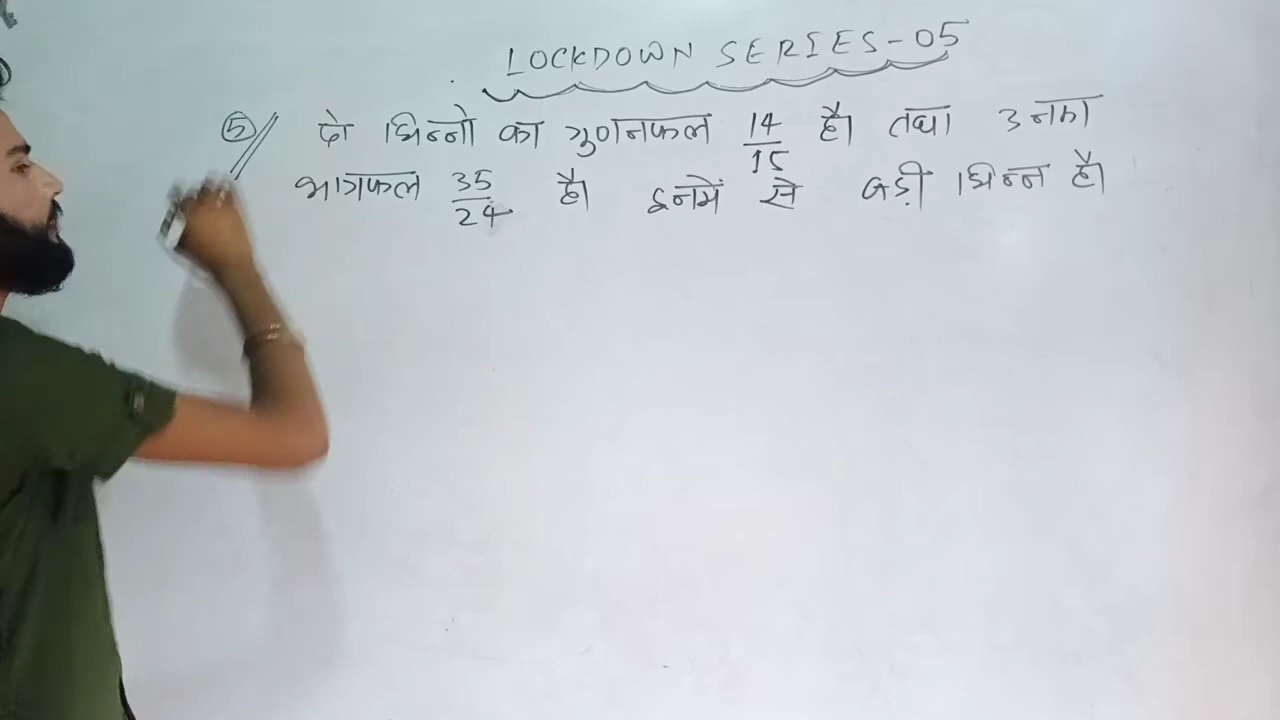 LOCKDOWN SERIES-05
⑤// दो भिन्नो का गुणनफल 14/15 है। तथा उनका
भागफल 35/24 है। इनमें से बड़ी भिन्न है।